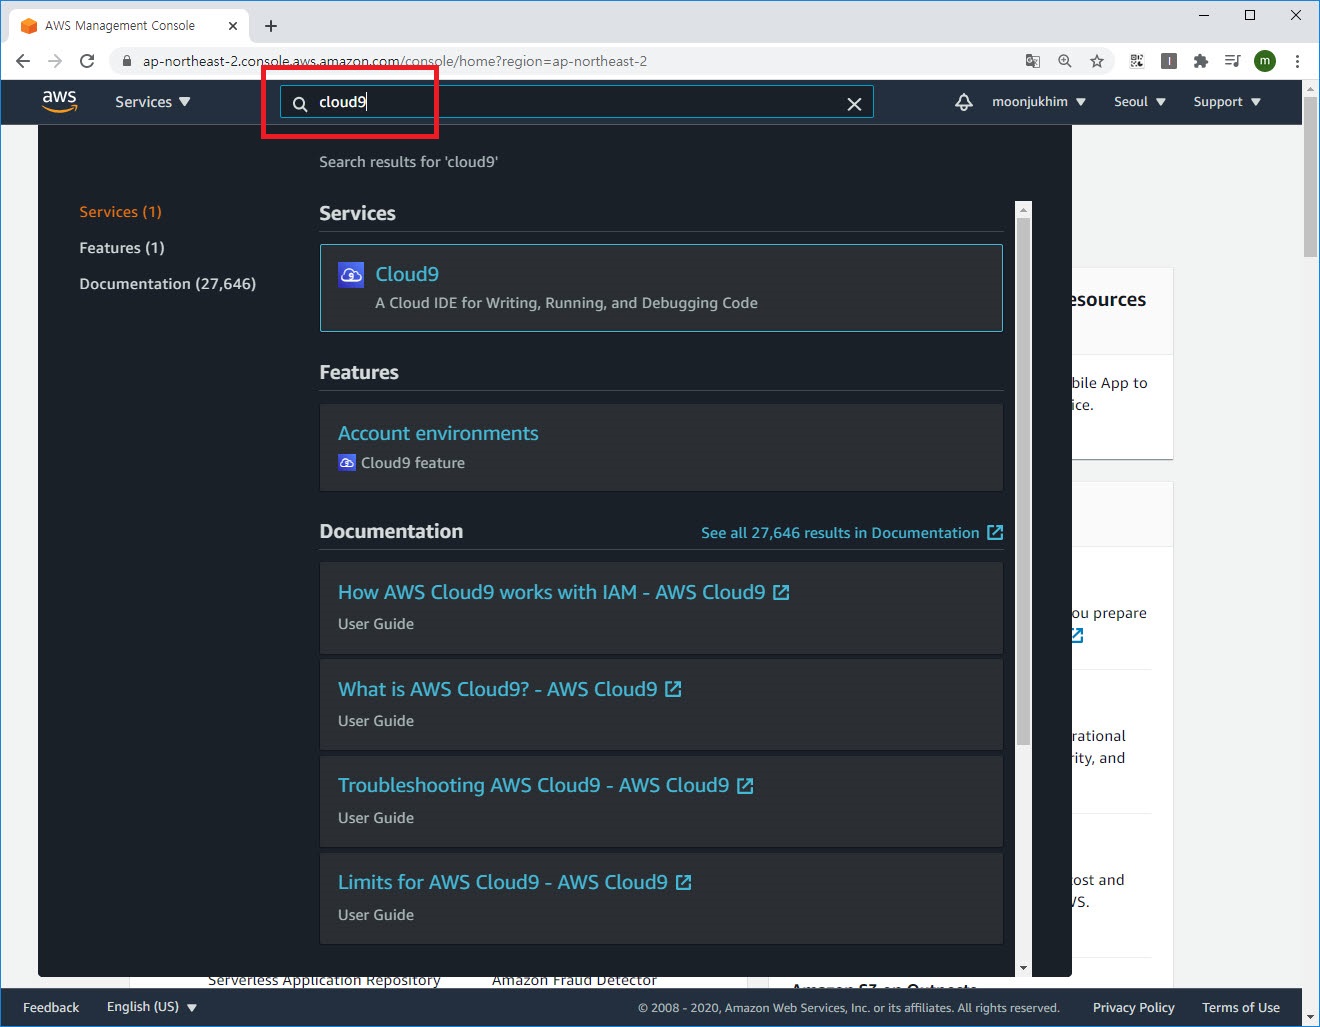 AWS Management Console
ap-northeast-2.console.aws.amazon.com/console/home?region=ap-northeast-2
m
aws
Services
cloud9
moonjukhim
Seoul
Support
Search results for 'cloud9'
Services (1)
Features (1)
Documentation (27,646)
Services
Cloud9
A Cloud IDE for Writing, Running, and Debugging Code
Features
Account environments
Cloud9 feature
Documentation
See all 27,646 results in Documentation
How AWS Cloud9 works with IAM - AWS Cloud9
User Guide
What is AWS Cloud9? - AWS Cloud9
User Guide
Troubleshooting AWS Cloud9 - AWS Cloud9
User Guide
Limits for AWS Cloud9 - AWS Cloud9
User Guide
esources
bile App to
ice.
ou prepare
rational
rity, and
ost and
Serverless Application Repository
Amazon Fraud Detector
Amazon S3 on Outposts
Feedback
English (US)
© 2008 - 2020, Amazon Web Services, Inc. or its affiliates. All rights reserved.
Privacy Policy
Terms of Use